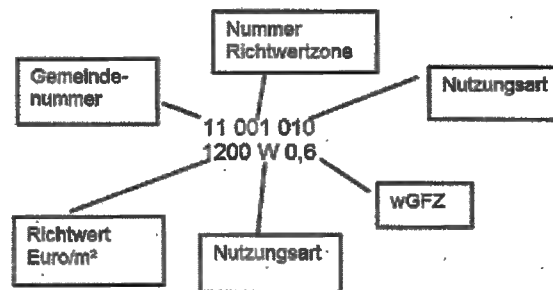 Nummer
Richtwertzone
Gemeinde-
nummer
Nutzungsart
11 001 010
1200 W 0,6
wGFZ
Richtwert
Euro/m²
Nutzungsart